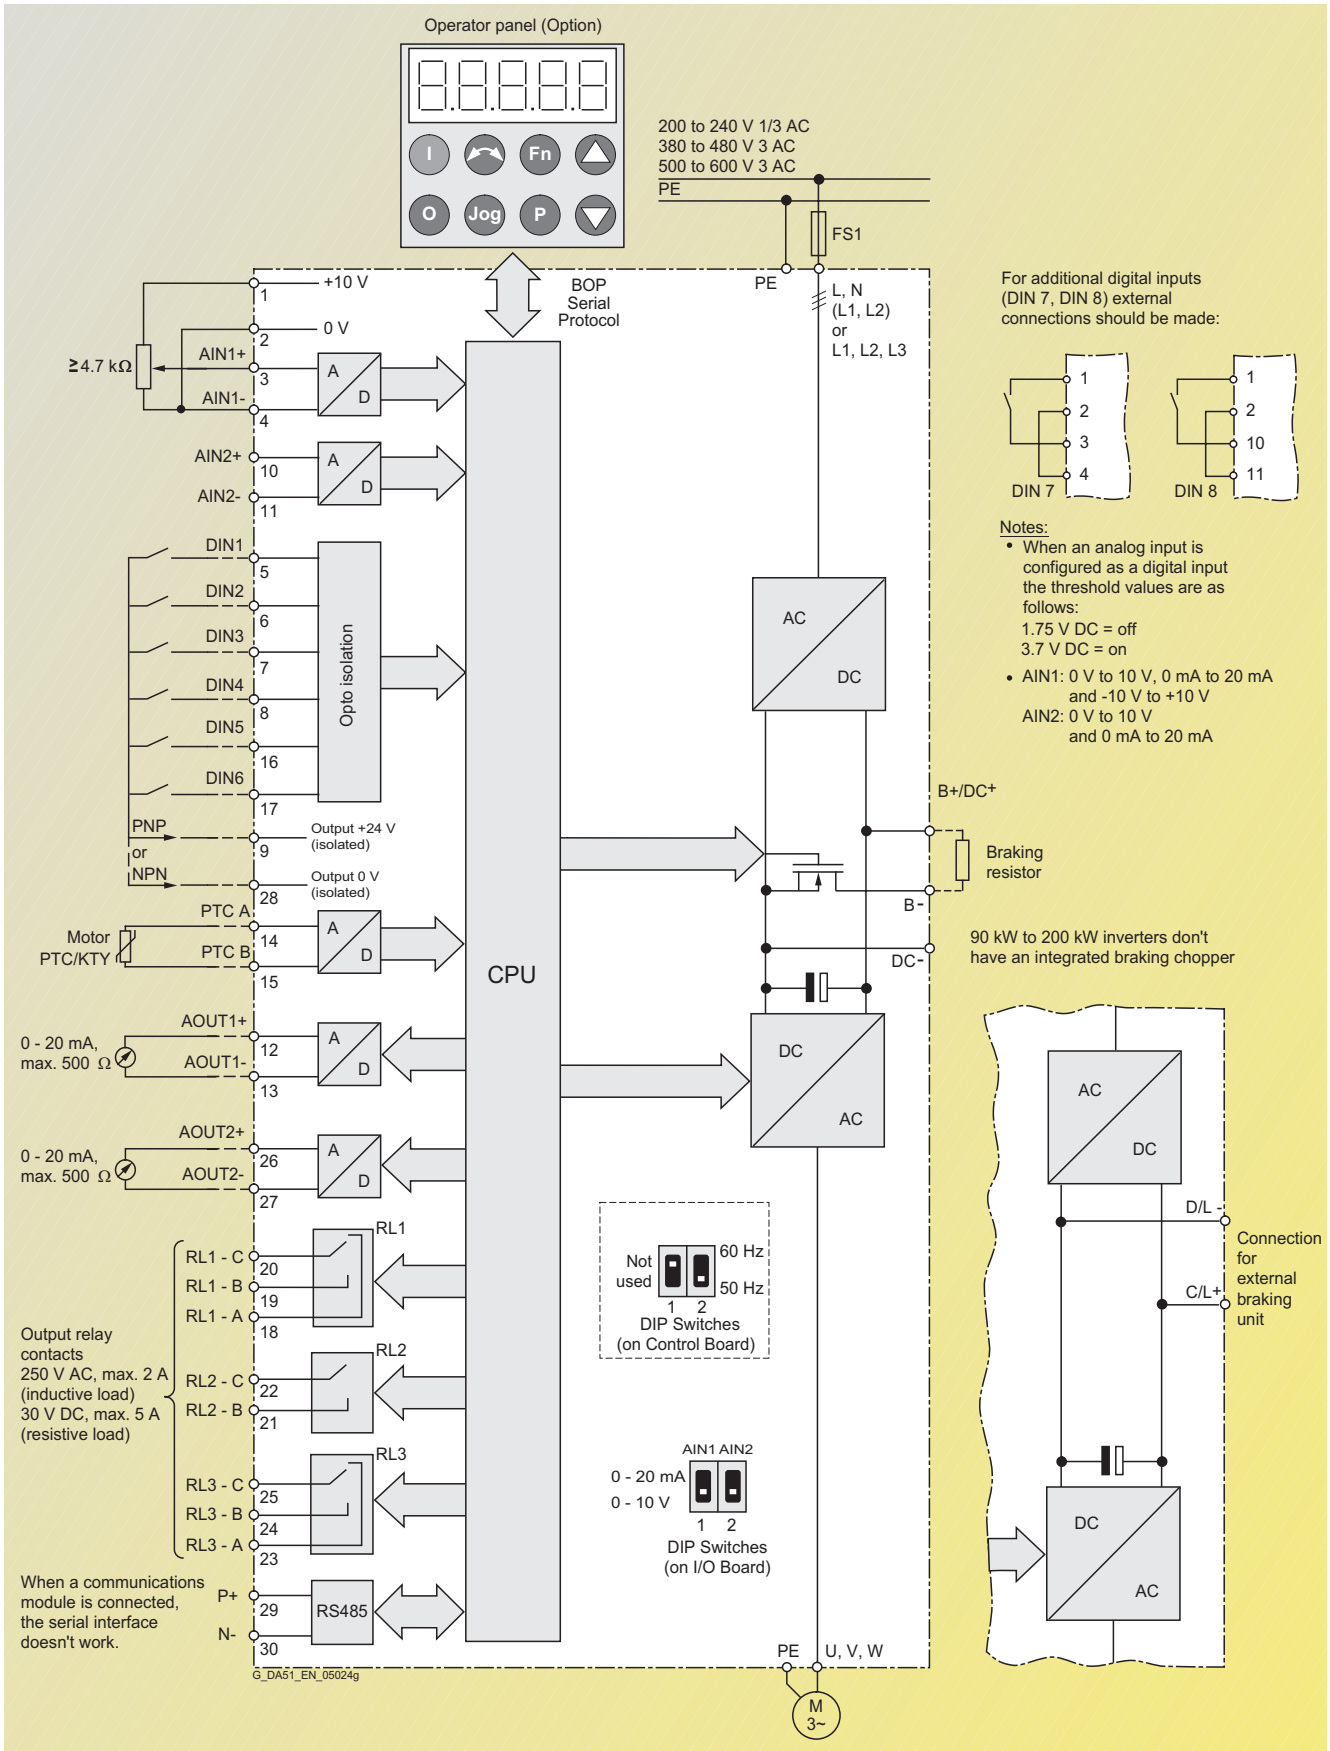 Operator panel (Option)
I
Fn
O
Jog
P
200 to 240 V 1/3 AC
380 to 480 V 3 AC
500 to 600 V 3 AC
PE
FS1
PE
L, N
(L1, L2)
or
L1, L2, L3
BOP
Serial
Protocol
1
+10 V
2
0 V
≥4.7 kΩ
AIN1+
3
AIN1-
4
A
D
AIN2+
10
AIN2-
11
A
D
DIN1
5
DIN2
6
DIN3
7
DIN4
8
DIN5
16
DIN6
17
Opto isolation
PNP
or
NPN
9
Output +24 V
(isolated)
28
Output 0 V
(isolated)
Motor
PTC/KTY
PTC A
14
PTC B
15
A
D
CPU
0 - 20 mA,
max. 500 Ω
AOUT1+
12
AOUT1-
13
A
D
0 - 20 mA,
max. 500 Ω
AOUT2+
26
AOUT2-
27
A
D
Output relay
contacts
250 V AC, max. 2 A
(inductive load)
30 V DC, max. 5 A
(resistive load)
RL1
RL1 - C
20
RL1 - B
19
RL1 - A
18
RL2
RL2 - C
22
RL2 - B
21
RL3
RL3 - C
25
RL3 - B
24
RL3 - A
23
When a communications
module is connected,
the serial interface
doesn't work.
P+
29
N-
30
RS485
G_DA51_EN_05024g
AC
DC
B+/DC+
Braking
resistor
B-
DC-
DC
AC
Not
used
60 Hz
50 Hz
1 2
DIP Switches
(on Control Board)
AIN1 AIN2
0 - 20 mA
0 - 10 V
1 2
DIP Switches
(on I/O Board)
PE
U, V, W
M
3~
For additional digital inputs
(DIN 7, DIN 8) external
connections should be made:
1
2
3
4
DIN 7
1
2
10
11
DIN 8
Notes:
• When an analog input is
configured as a digital input
the threshold values are as
follows:
1.75 V DC = off
3.7 V DC = on
• AIN1: 0 V to 10 V, 0 mA to 20 mA
and -10 V to +10 V
AIN2: 0 V to 10 V
and 0 mA to 20 mA
90 kW to 200 kW inverters don't
have an integrated braking chopper
AC
DC
D/L -
C/L+
Connection
for
external
braking
unit
DC
AC